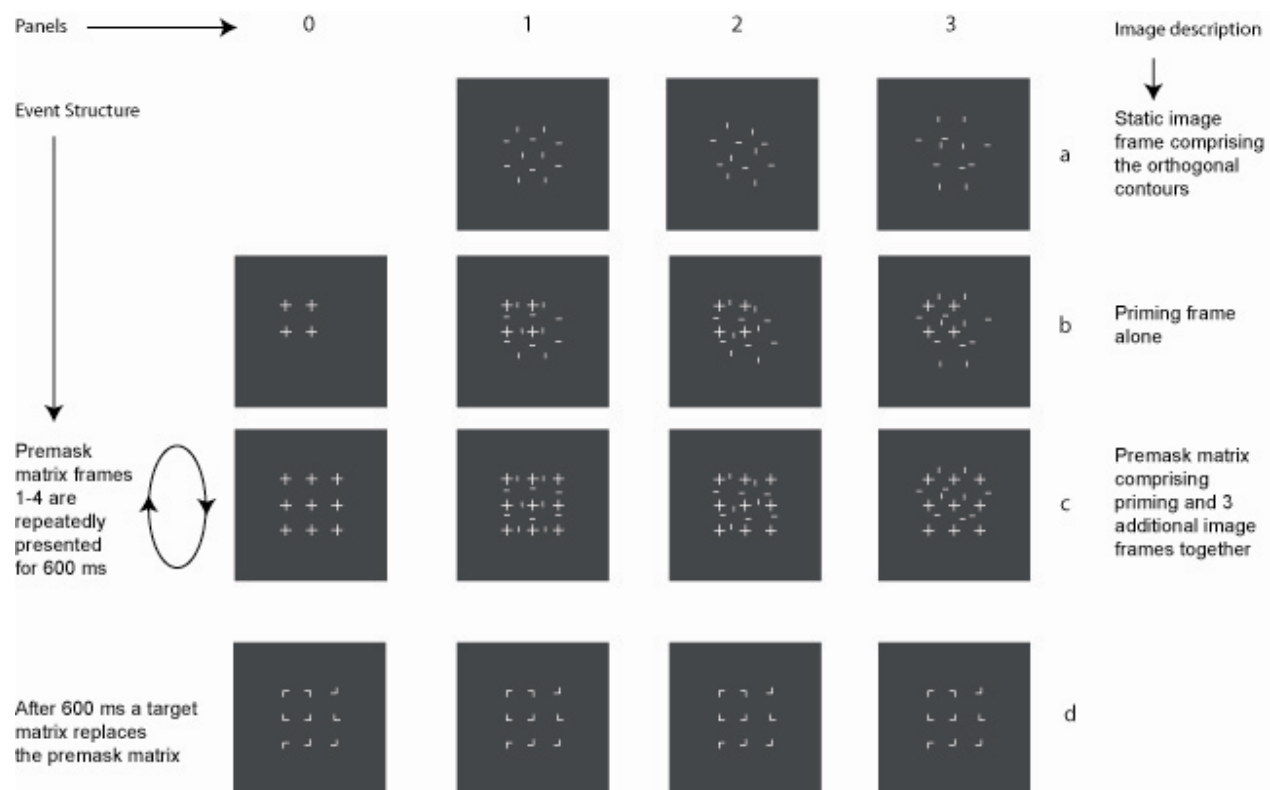 Panels 0 1 2 3 Image description
Event Structure
a
Static image
frame comprising
the orthogonal
contours
b
Priming frame
alone
Premask
matrix frames
1-4 are
repeatedly
presented
for 600 ms
c
Premask matrix
comprising
priming and 3
additional image
frames together
After 600 ms a target
matrix replaces
the premask matrix
d